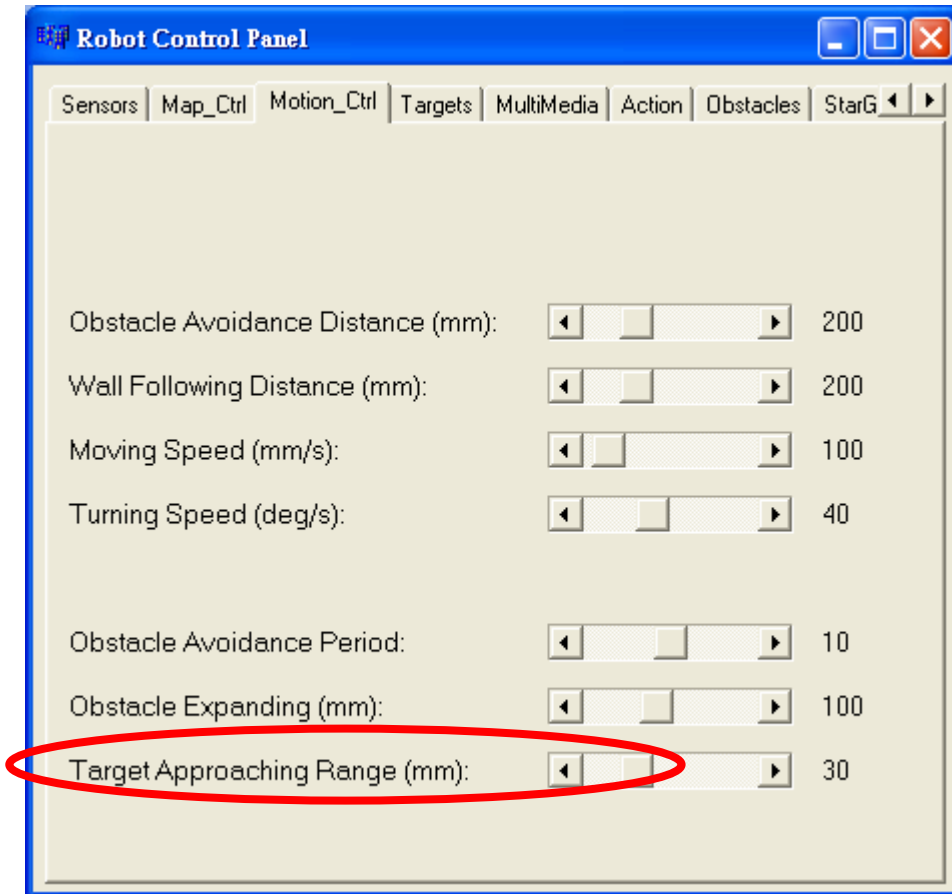 Robot Control Panel
Sensors Map_Ctrl Motion_Ctrl Targets MultiMedia Action Obstacles StarG
Obstacle Avoidance Distance (mm): 200
Wall Following Distance (mm): 200
Moving Speed (mm/s): 100
Turning Speed (deg/s): 40
Obstacle Avoidance Period: 10
Obstacle Expanding (mm): 100
Target Approaching Range (mm): 30